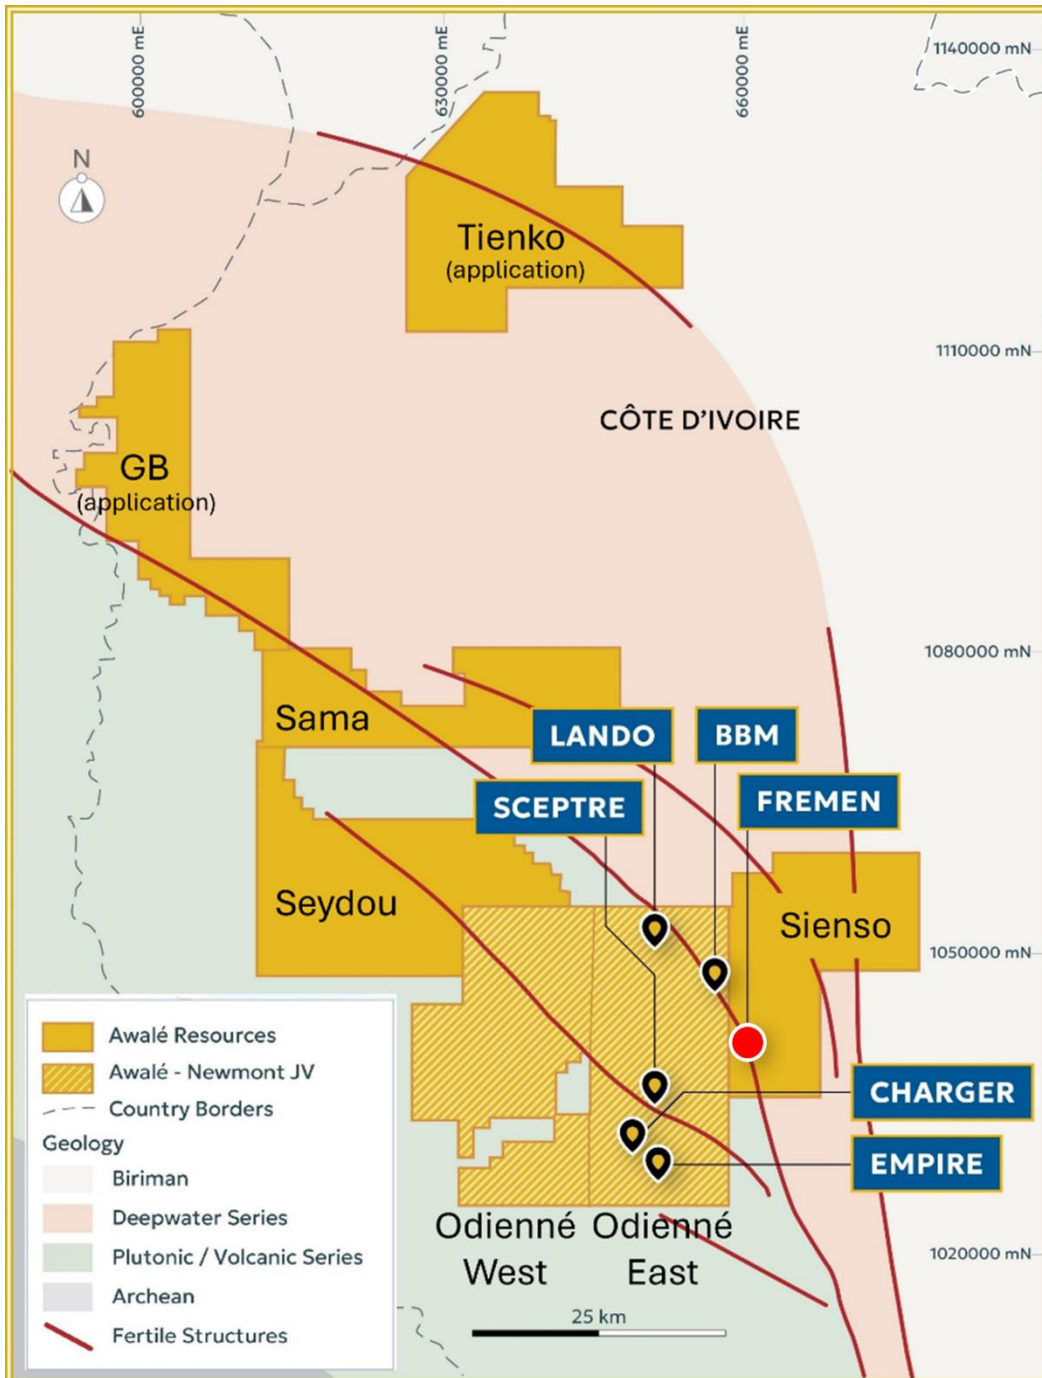 600000 mE
630000 mE
660000 mE
1140000 mN
N
Tienko
(application)
1110000 mN
CÔTE D'IVOIRE
GB
(application)
1080000 mN
Sama
LANDO
BBM
SCEPTRE
FREMEN
Seydou
Sienso
1050000 mN
Awalé Resources
Awalé - Newmont JV
Country Borders
Geology
Biriman
Deepwater Series
Plutonic / Volcanic Series
Archean
Fertile Structures
CHARGER
EMPIRE
Odienné
West
Odienné
East
1020000 mN
25 km